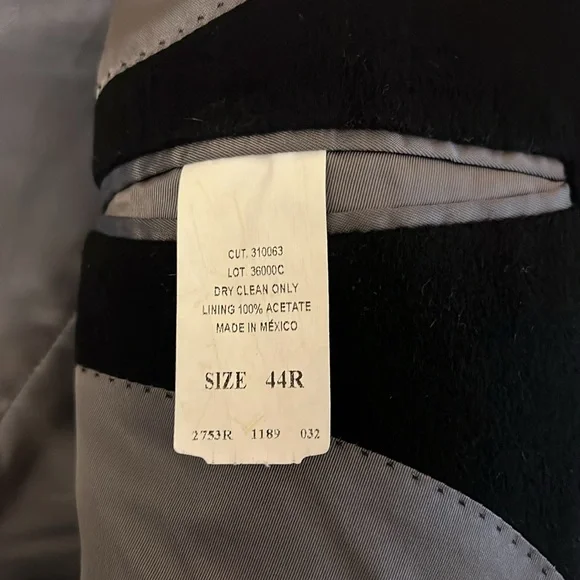 CUT. 310063
LOT 36000C
DRY CLEAN ONLY
LINING 100% ACETATE
MADE IN MÉXICO
SIZE 44R
2753R 1189 032